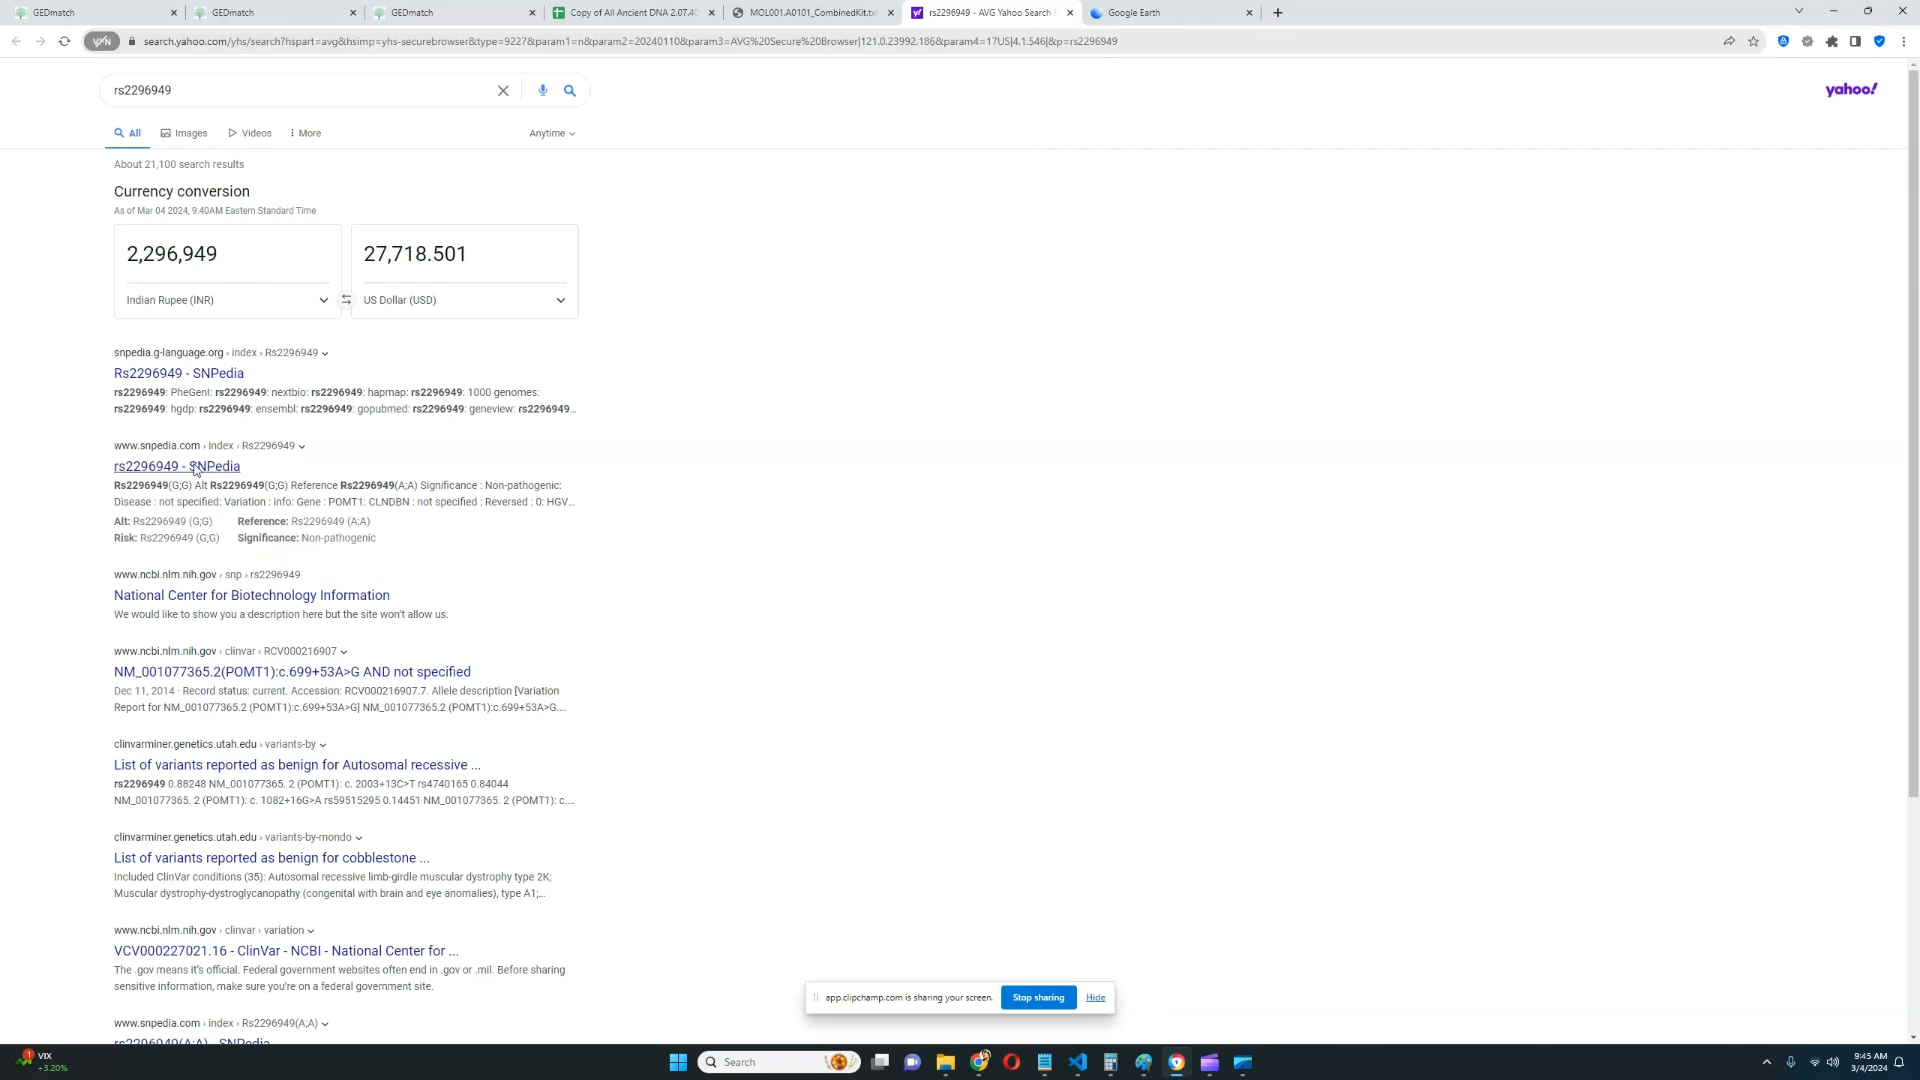 GEDmatch
GEDmatch
GEDmatch
Copy of All Ancient DNA 2.07.40
MOL001.A0101_CombinedKit.txt
rs2296949 - AVG Yahoo Search
Google Earth
VPN
search.yahoo.com/yhs/search?hspart=avg&hsimp=yhs-securebrowser&type=9227&param1=n&param2=20240110&param3=AVG%20Secure%20Browser|121.0.23992.186&param4=17US|4.1.546|&p=rs2296949
rs2296949
yahoo!
All
Images
Videos
More
Anytime
About 21,100 search results
Currency conversion
As of Mar 04 2024, 9:40AM Eastern Standard Time
2,296,949
27,718.501
Indian Rupee (INR)
US Dollar (USD)
snpedia.g-language.org › index › Rs2296949
Rs2296949 - SNPedia
rs2296949: PheGenI: rs2296949: nextbio: rs2296949: hapmap: rs2296949: 1000 genomes:
rs2296949: hgdp: rs2296949: ensembl: rs2296949: gopubmed: rs2296949: geneview: rs2296949...
www.snpedia.com › index › Rs2296949
rs2296949 - SNPedia
Rs2296949(G;G) Alt Rs2296949(G;G) Reference Rs2296949(A;A) Significance : Non-pathogenic:
Disease : not specified: Variation : info: Gene : POMT1: CLNDBN : not specified : Reversed : 0: HGV...
Alt: Rs2296949 (G;G) Reference: Rs2296949 (A;A)
Risk: Rs2296949 (G;G) Significance: Non-pathogenic
www.ncbi.nlm.nih.gov › snp › rs2296949
National Center for Biotechnology Information
We would like to show you a description here but the site won't allow us.
www.ncbi.nlm.nih.gov › clinvar › RCV000216907
NM_001077365.2(POMT1):c.699+53A>G AND not specified
Dec 11, 2014 · Record status: current. Accession: RCV000216907.7. Allele description [Variation
Report for NM_001077365.2 (POMT1):c.699+53A>G] NM_001077365.2 (POMT1):c.699+53A>G....
clinvarminer.genetics.utah.edu › variants-by
List of variants reported as benign for Autosomal recessive ...
rs2296949 0.88248 NM_001077365. 2 (POMT1): c. 2003+13C>T rs4740165 0.84044
NM_001077365. 2 (POMT1): c. 1082+16G>A rs59515295 0.14451 NM_001077365. 2 (POMT1): c....
clinvarminer.genetics.utah.edu › variants-by-mondo
List of variants reported as benign for cobblestone ...
Included ClinVar conditions (35): Autosomal recessive limb-girdle muscular dystrophy type 2K;
Muscular dystrophy-dystroglycanopathy (congenital with brain and eye anomalies), type A1;...
www.ncbi.nlm.nih.gov › clinvar › variation
VCV000227021.16 - ClinVar - NCBI - National Center for ...
The .gov means it's official. Federal government websites often end in .gov or .mil. Before sharing
sensitive information, make sure you're on a federal government site.
www.snpedia.com › index › Rs2296949(A;A)
rs2296949(A;A) - SNPedia
app.clipchamp.com is sharing your screen.
Stop sharing
Hide
1
VIX
+3.20%
Search
9:45 AM
3/4/2024